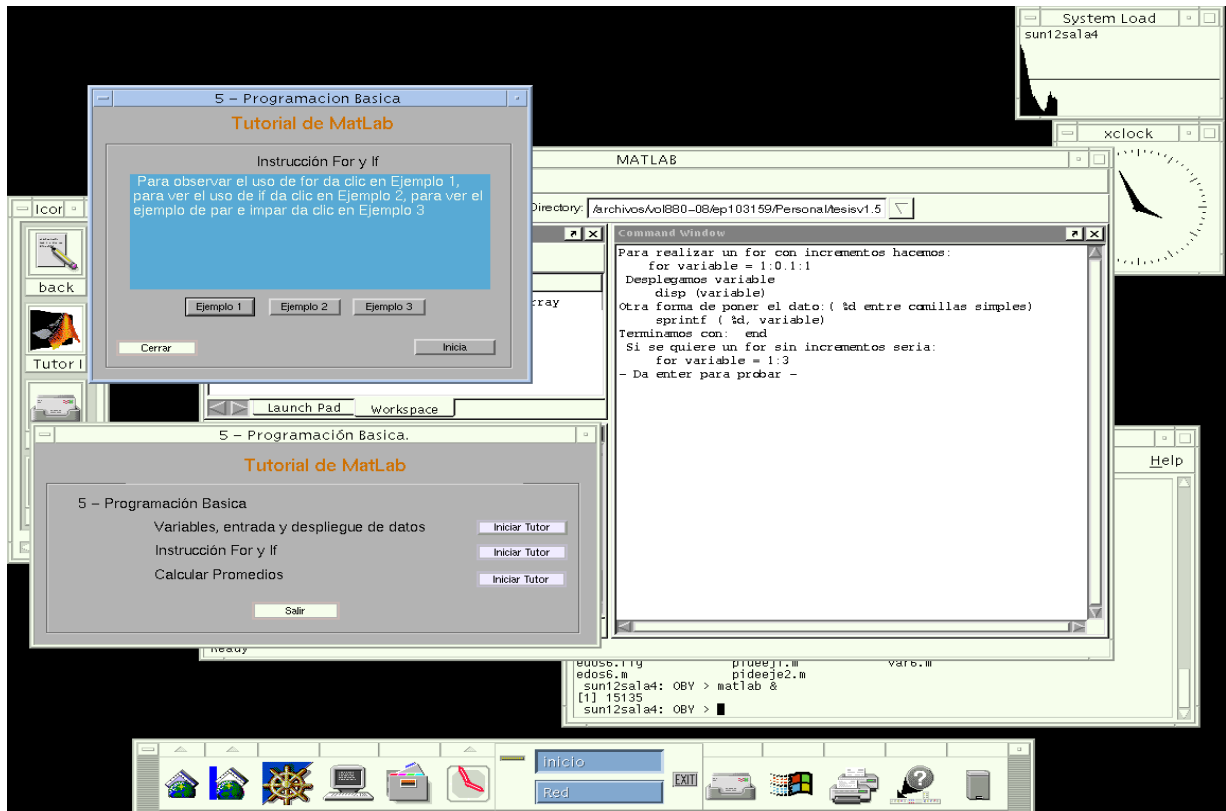 System Load
sun12sala4
xclock
5 – Programacion Basica
Tutorial de MatLab
Instrucción For y If
Para observar el uso de for da clic en Ejemplo 1,
para ver el uso de if da clic en Ejemplo 2, para ver el
ejemplo de par e impar da clic en Ejemplo 3
Ejemplo 1
Ejemplo 2
Ejemplo 3
Cerrar
Inicia
MATLAB
Directory: /archivos/vol880-08/ep103159/Personal/tesisv1.5
Icon
back
Tutor I
rray
Launch Pad
Workspace
Command Window
Para realizar un for con incrementos hacemos:
for variable = 1:0.1:1
Desplegamos variable
disp (variable)
Otra forma de poner el dato:( %d entre comillas simples)
sprintf ( %d, variable)
Terminamos con: end
Si se quiere un for sin incrementos seria:
for variable = 1:3
- Da enter para probar -
5 – Programación Basica.
Tutorial de MatLab
5 – Programación Basica
Variables, entrada y despliegue de datos
Iniciar Tutor
Instrucción For y If
Iniciar Tutor
Calcular Promedios
Iniciar Tutor
Salir
Ready
Help
edos6.fig pideej1.m var6.m
edos6.m pideeje2.m
sun12sala4: OBY > matlab &
[1] 15135
sun12sala4: OBY >
inicio
Red
EXIT